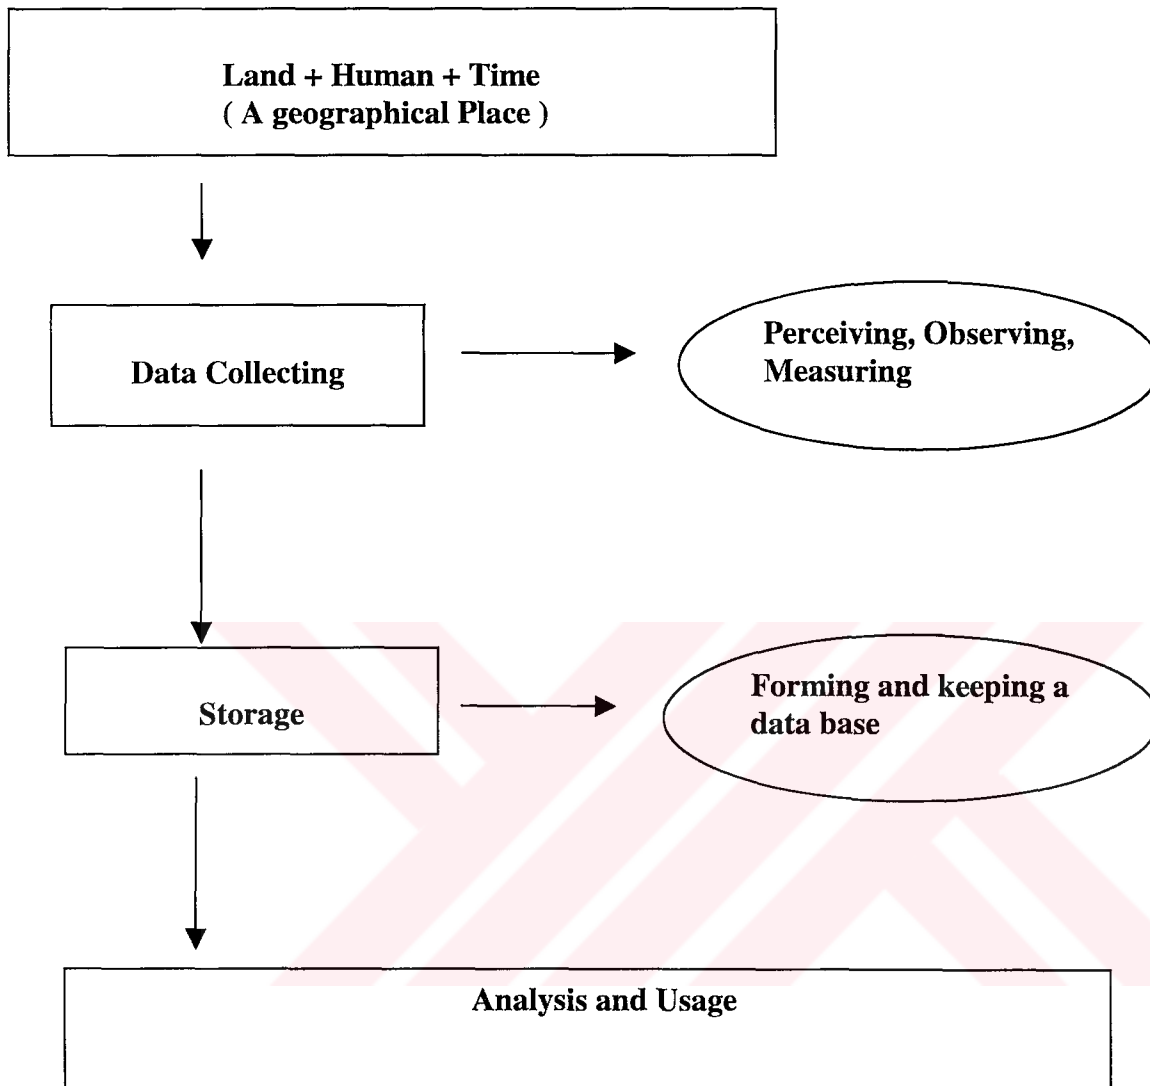 Land + Human + Time
( A geographical Place )
Data Collecting
Perceiving, Observing,
Measuring
Storage
Forming and keeping a
data base
Analysis and Usage